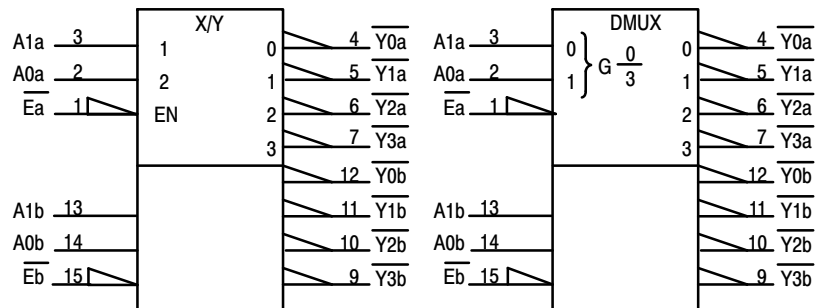 X/Y
A1a 3 1 0 4 Y0a
A0a 2 2 1 5 Y1a
Ea 1 EN 2 6 Y2a
3 7 Y3a
12 Y0b
A1b 13 11 Y1b
A0b 14 10 Y2b
Eb 15 9 Y3b
DMUX
A1a 3 0 0 4 Y0a
A0a 2 1 G 0/3 1 5 Y1a
Ea 1 2 6 Y2a
3 7 Y3a
12 Y0b
A1b 13 11 Y1b
A0b 14 10 Y2b
Eb 15 9 Y3b